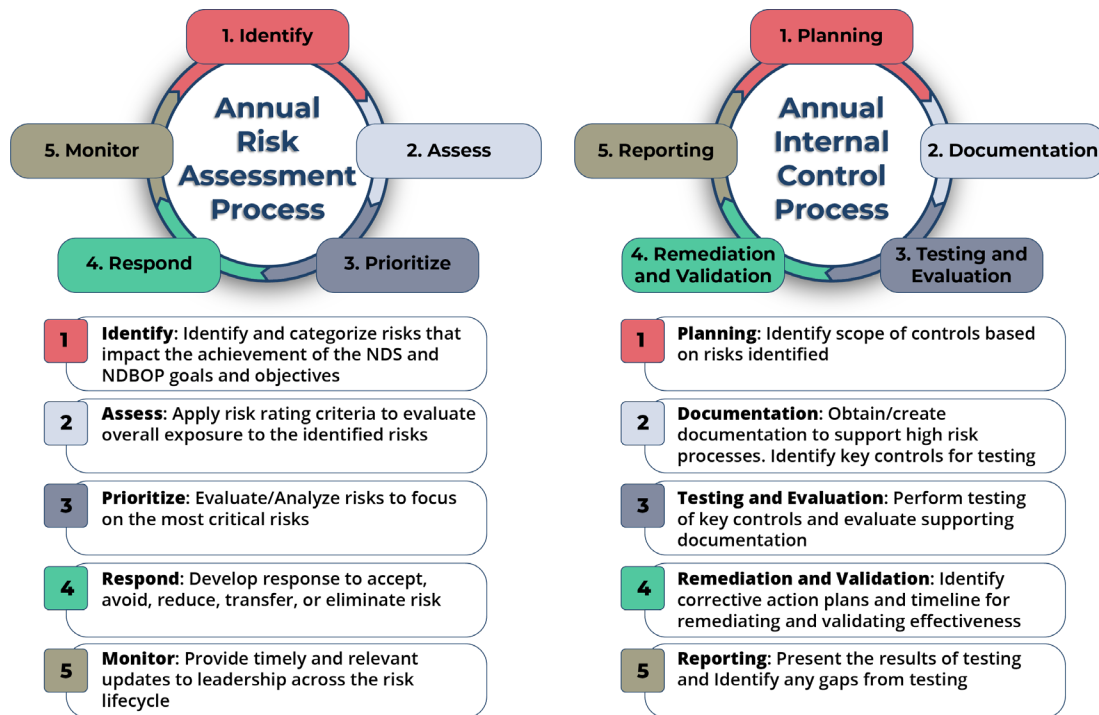 1. Identify
Annual
Risk
Assessment
Process
5. Monitor
2. Assess
4. Respond
3. Prioritize
1 Identify: Identify and categorize risks that
impact the achievement of the NDS and
NDBOP goals and objectives
2 Assess: Apply risk rating criteria to evaluate
overall exposure to the identified risks
3 Prioritize: Evaluate/Analyze risks to focus
on the most critical risks
4 Respond: Develop response to accept,
avoid, reduce, transfer, or eliminate risk
5 Monitor: Provide timely and relevant
updates to leadership across the risk
lifecycle
1. Planning
Annual
Internal
Control
Process
5. Reporting
2. Documentation
4. Remediation
and Validation
3. Testing and
Evaluation
1 Planning: Identify scope of controls based
on risks identified
2 Documentation: Obtain/create
documentation to support high risk
processes. Identify key controls for testing
3 Testing and Evaluation: Perform testing
of key controls and evaluate supporting
documentation
4 Remediation and Validation: Identify
corrective action plans and timeline for
remediating and validating effectiveness
5 Reporting: Present the results of testing
and Identify any gaps from testing